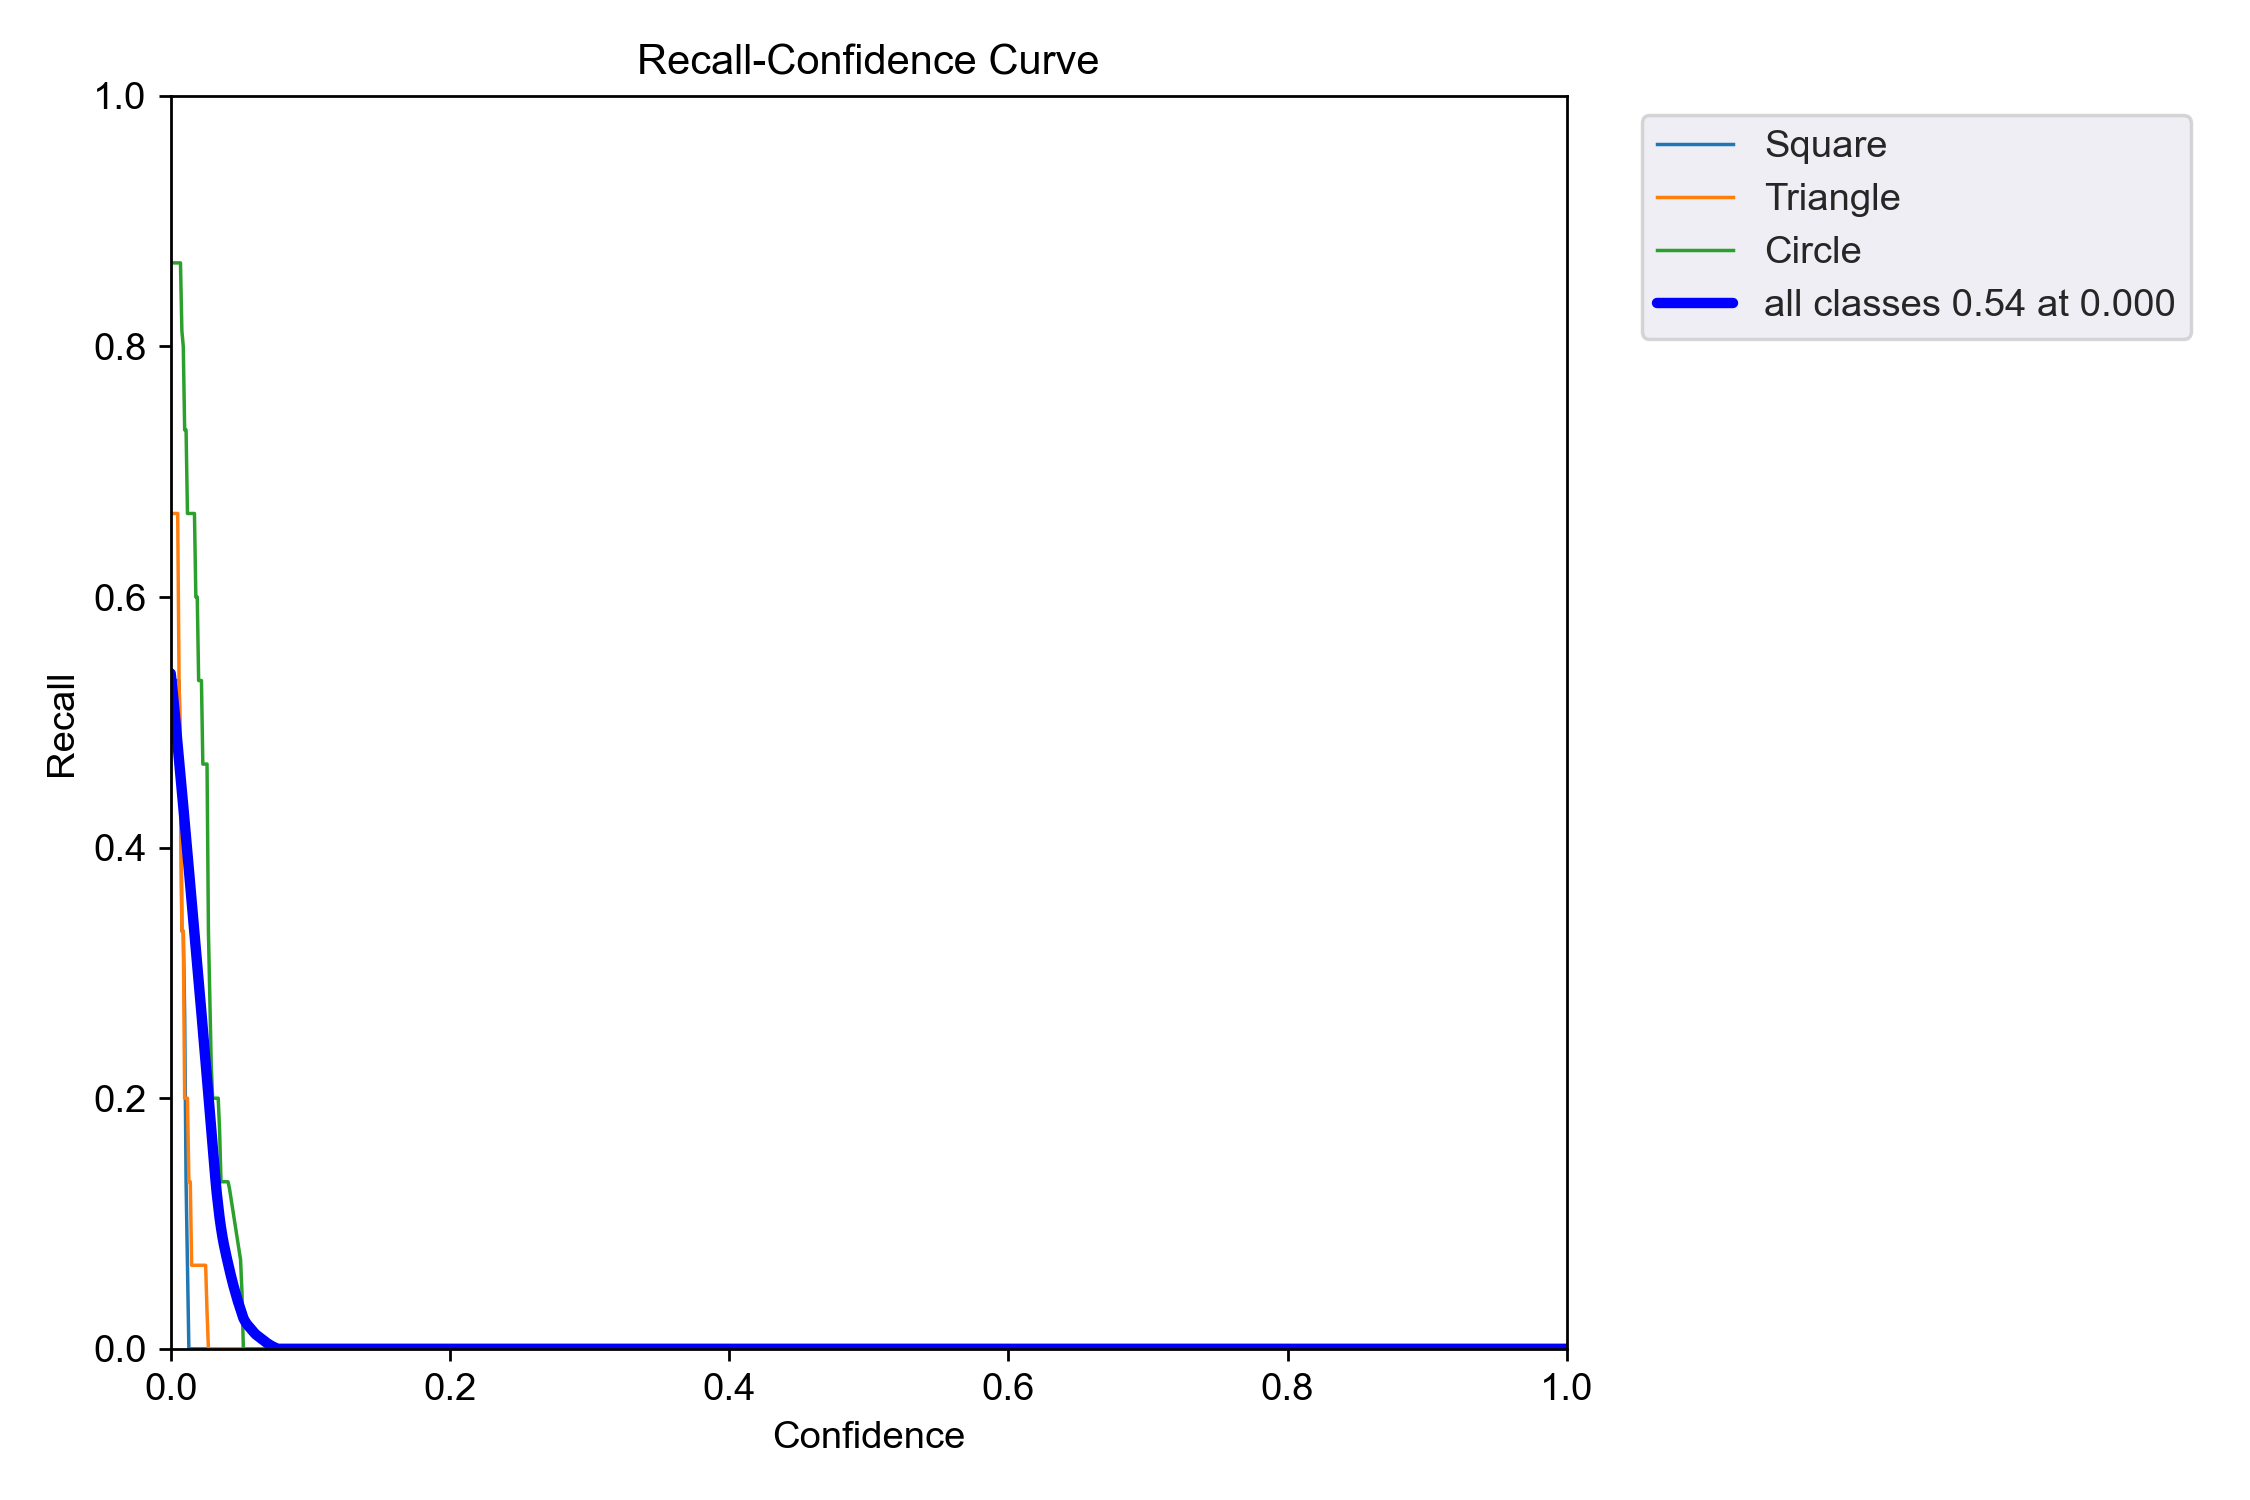 Recall-Confidence Curve
1.0
0.8
0.6
0.4
0.2
0.0
Recall
0.0 0.2 0.4 0.6 0.8 1.0
Confidence
Square
Triangle
Circle
all classes 0.54 at 0.000